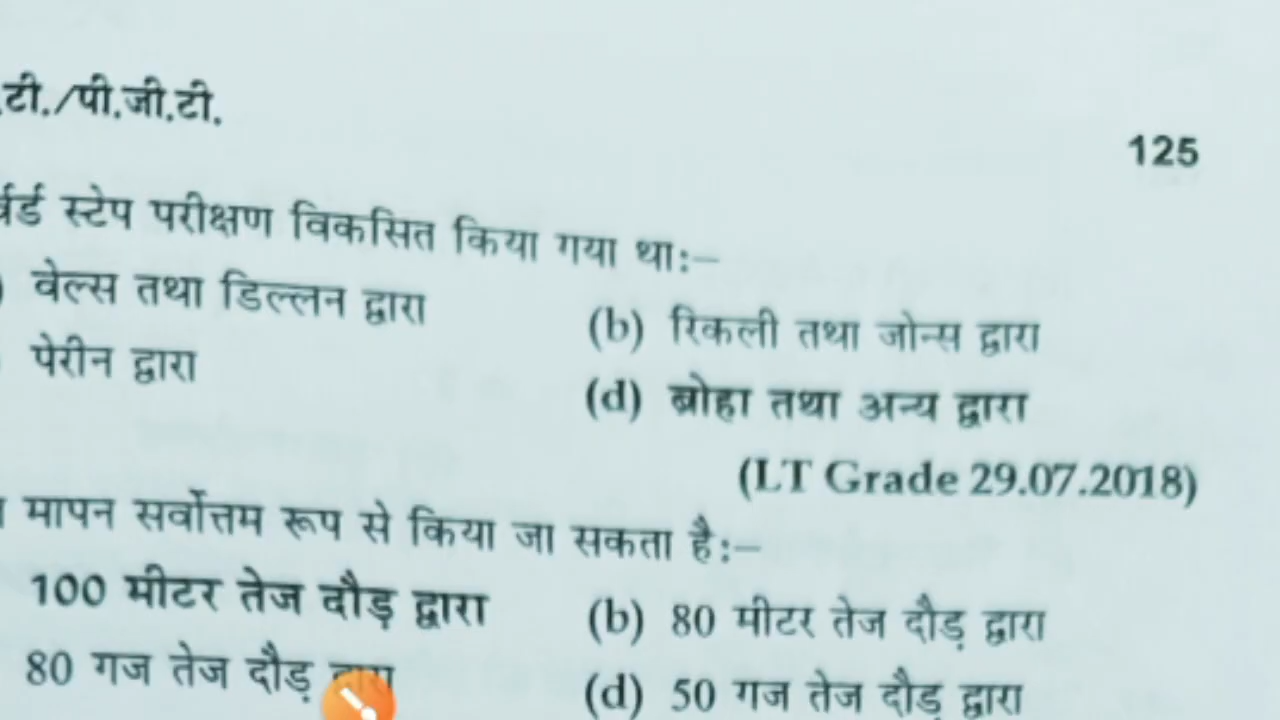 टी./पी.जी.टी.
125
र्वर्ड स्टेप परीक्षण विकसित किया गया था:–
) वेल्स तथा डिल्लन द्वारा (b) रिकली तथा जोन्स द्वारा
पेरीन द्वारा (d) ब्रोहा तथा अन्य द्वारा
(LT Grade 29.07.2018)
मापन सर्वोत्तम रूप से किया जा सकता है:–
100 मीटर तेज दौड़ द्वारा (b) 80 मीटर तेज दौड़ द्वारा
80 गज तेज दौड़ (d) 50 गज तेज दौड़ द्वारा